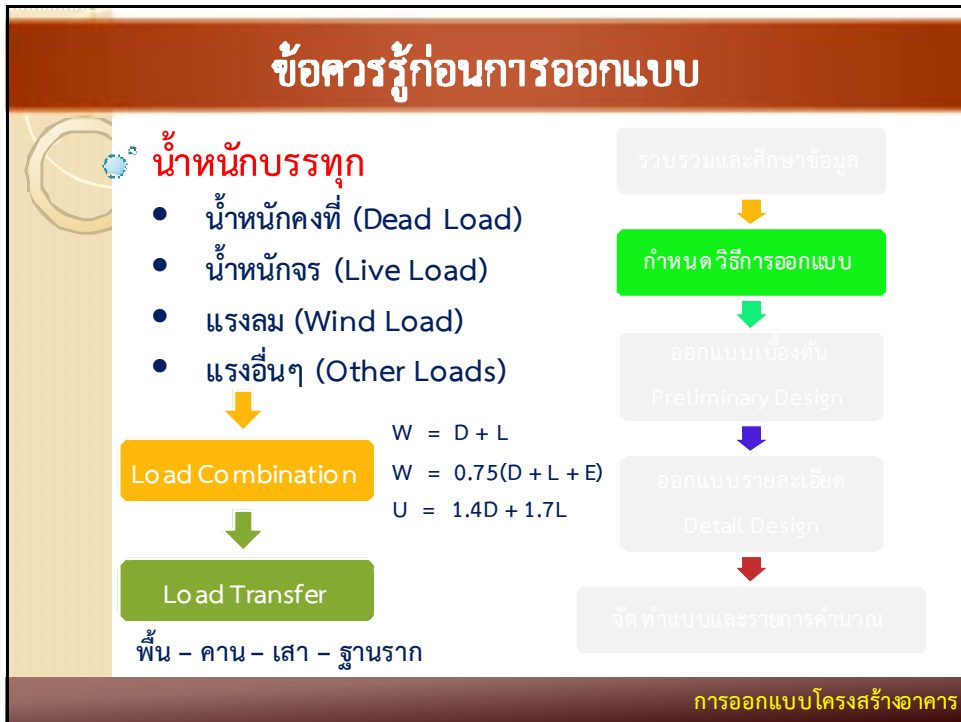 ข้อควรรู้ก่อนการออกแบบ
น้ำหนักบรรทุก
• น้ำหนักคงที่ (Dead Load)
• น้ำหนักจร (Live Load)
• แรงลม (Wind Load)
• แรงอื่นๆ (Other Loads)
Load Combination
W = D + L
W = 0.75(D + L + E)
U = 1.4D + 1.7L
Load Transfer
พื้น – คาน – เสา – ฐานราก
รวบรวมและศึกษาข้อมูล
กำหนด วิธีการออกแบบ
ออกแบบเบื้องต้น
Preliminary Design
ออกแบบรายละเอียด
Detail Design
จัดทำแบบและรายการคำนวณ
การออกแบบโครงสร้างอาคาร